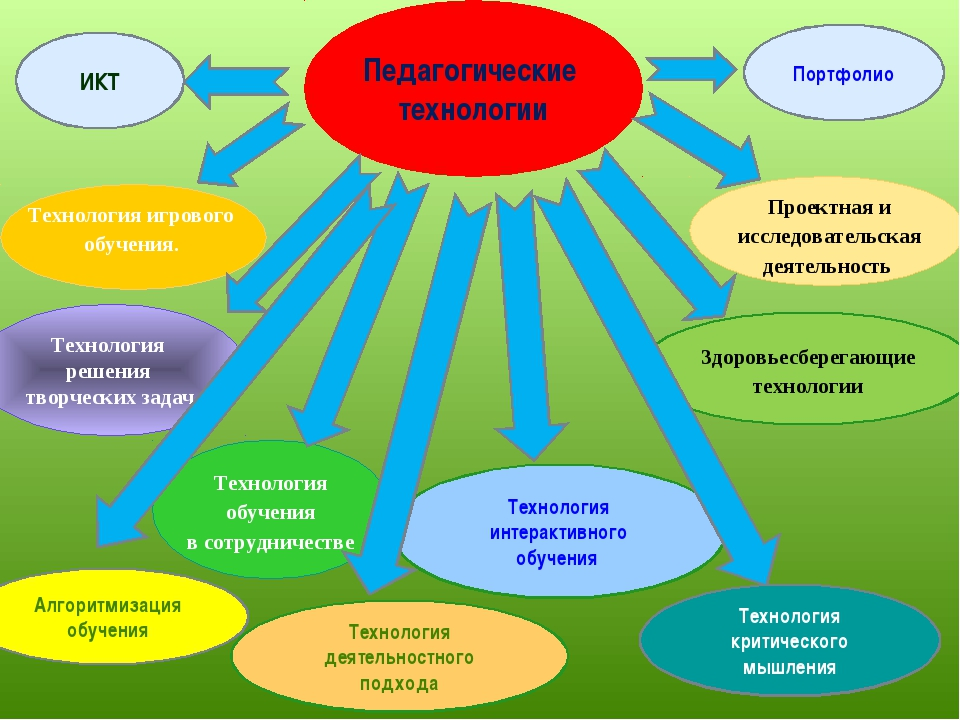 Педагогические
технологии
ИКТ
Портфолио
Технология игрового
обучения.
Проектная и
исследовательская
деятельность
Технология
решения
творческих задач
Здоровьесберегающие
технологии
Технология
обучения
в сотрудничестве
Технология
интерактивного
обучения
Алгоритмизация
обучения
Технология
деятельностного
подхода
Технология
критического
мышления